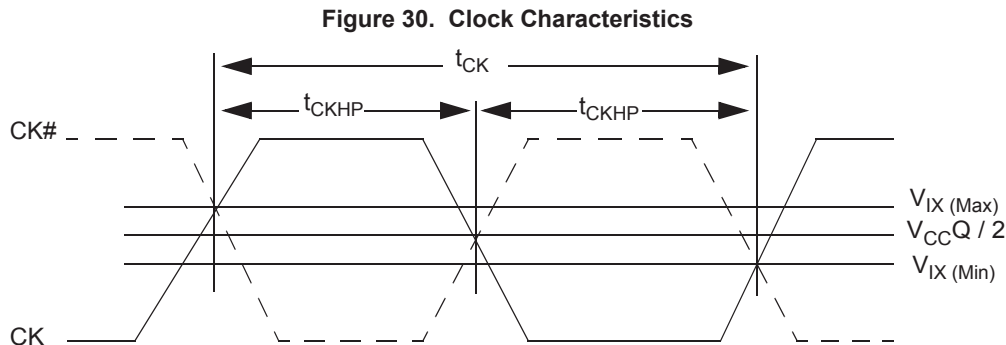 Figure 30. Clock Characteristics
tCK
tCKHP
tCKHP
CK#
VIX (Max)
VCCQ / 2
VIX (Min)
CK